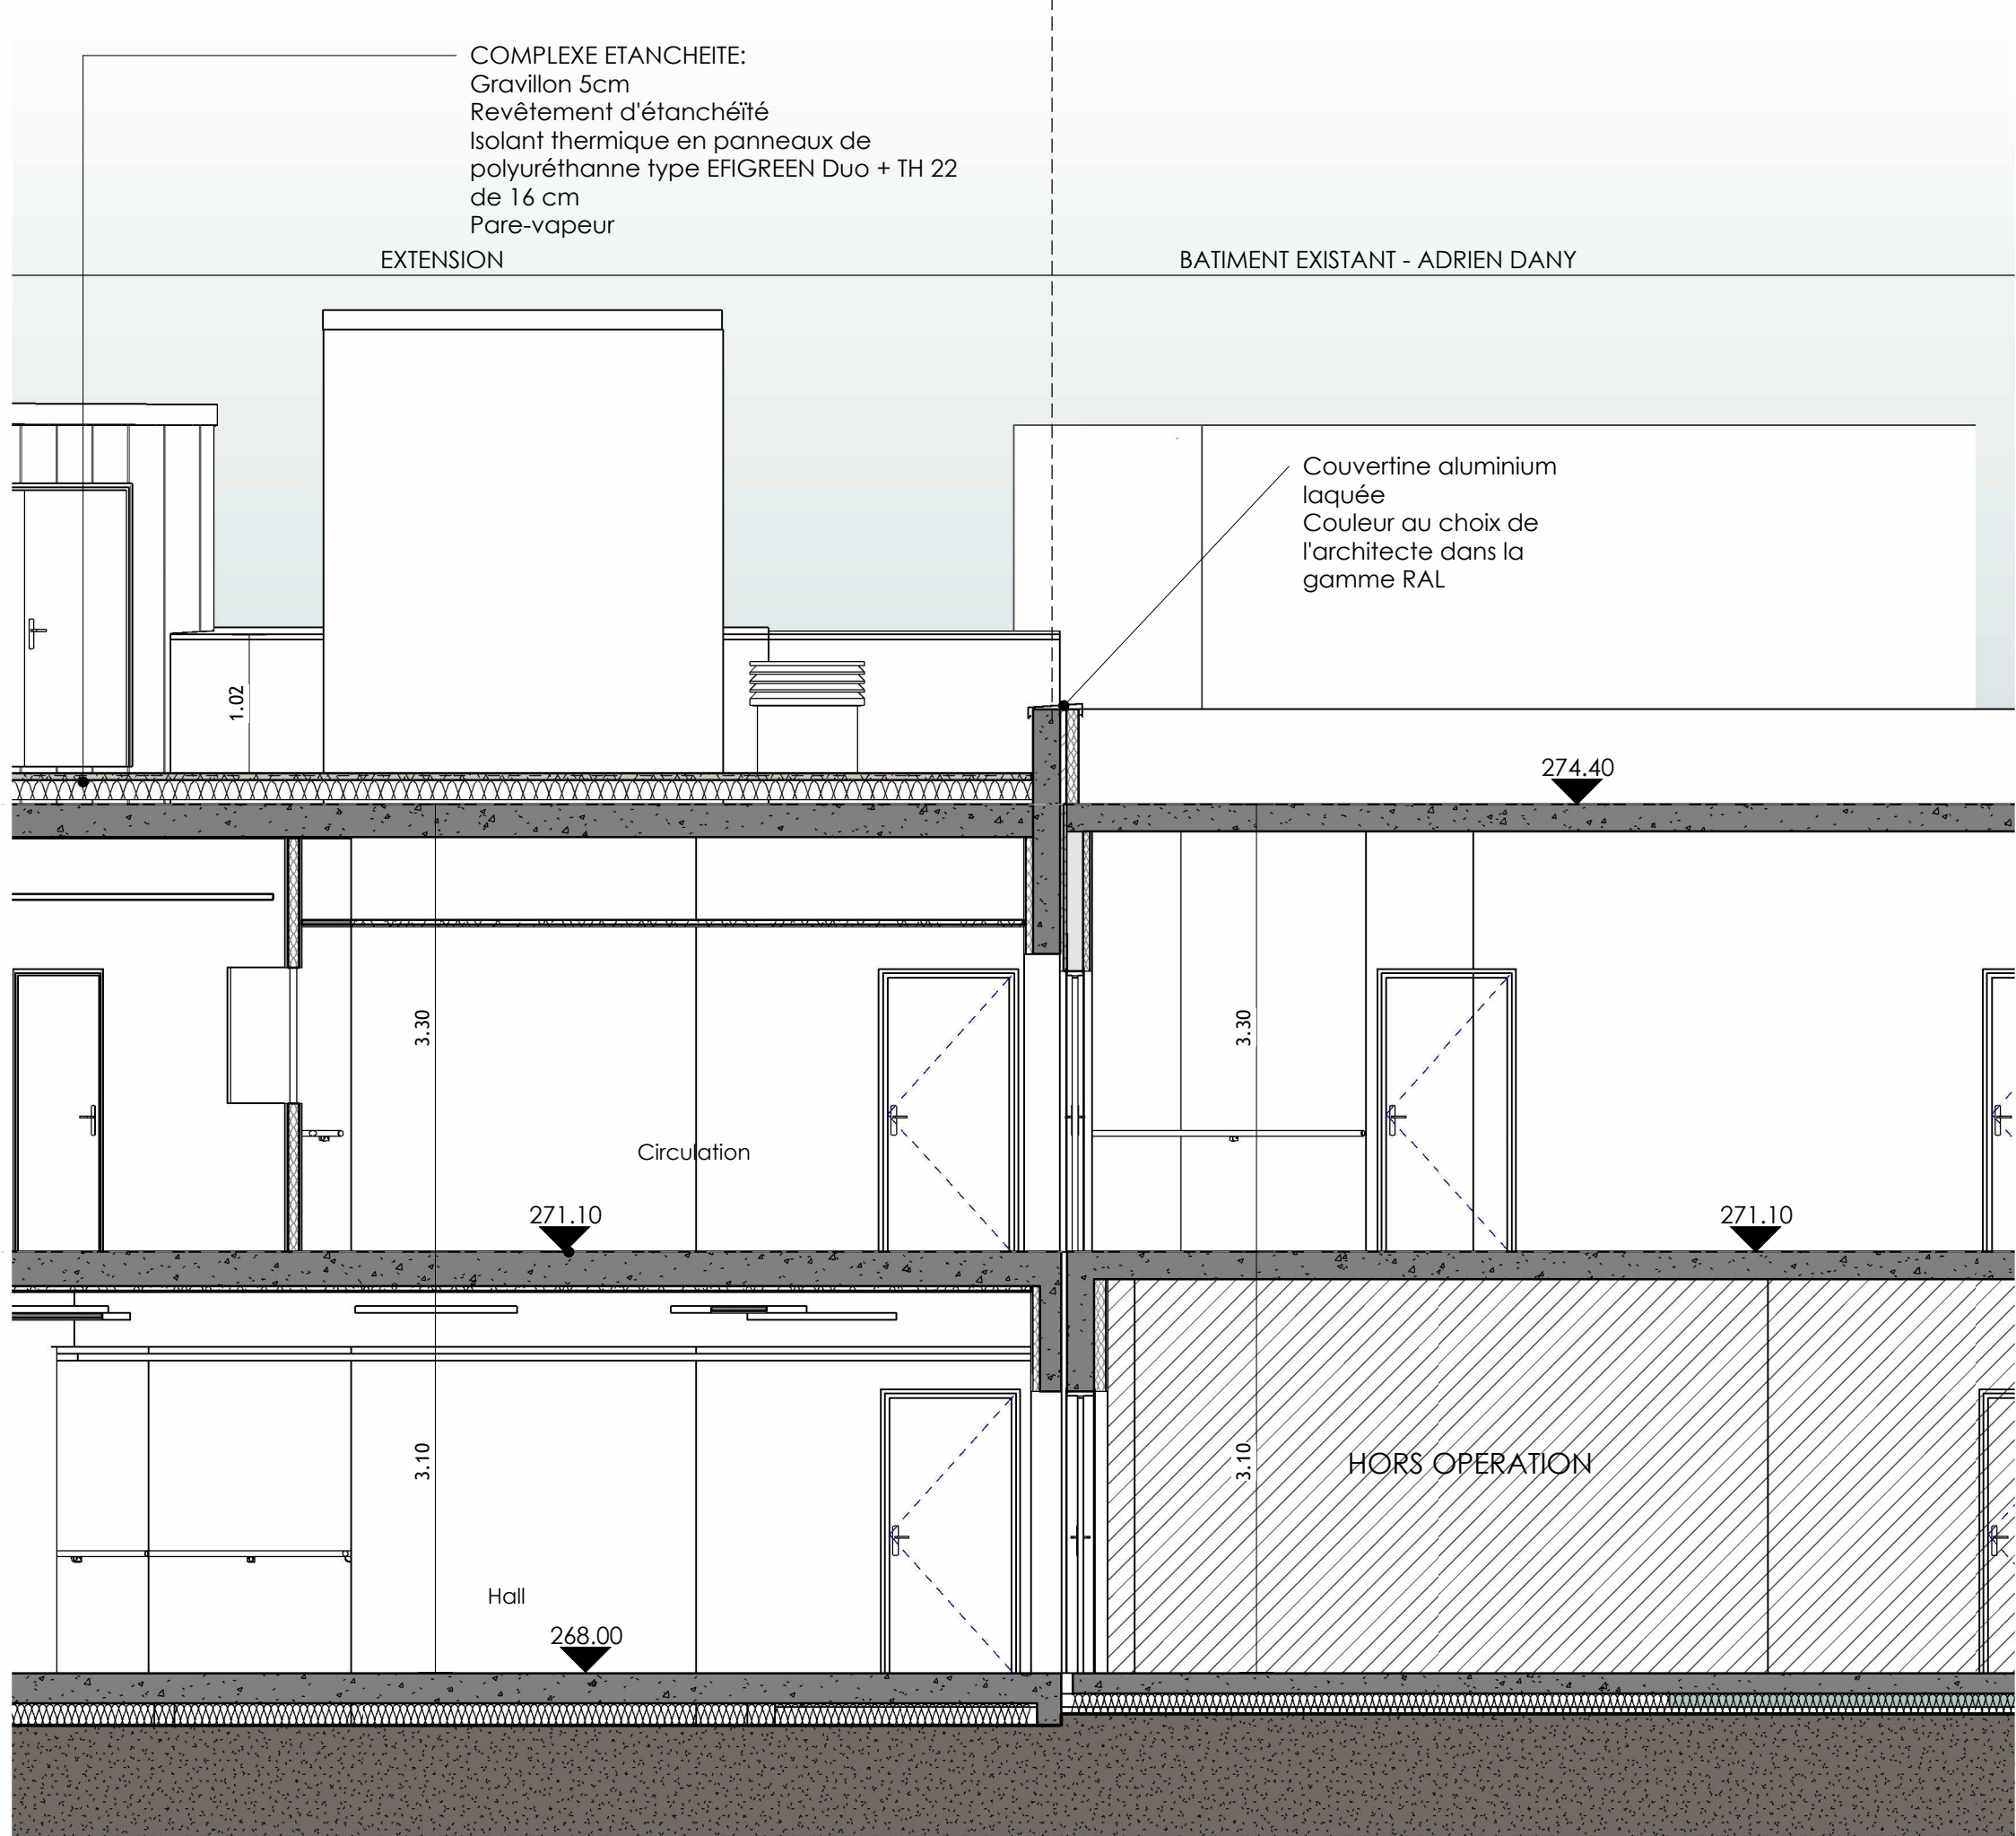 COMPLEXE ETANCHEITE:
Gravillon 5cm
Revêtement d'étanchéïté
Isolant thermique en panneaux de
polyuréthanne type EFIGREEN Duo + TH 22
de 16 cm
Pare-vapeur
EXTENSION
BATIMENT EXISTANT - ADRIEN DANY
Couvertine aluminium
laquée
Couleur au choix de
l'architecte dans la
gamme RAL
1.02
274.40
3.30
3.30
Circulation
271.10
271.10
3.10
3.10
HORS OPERATION
Hall
268.00